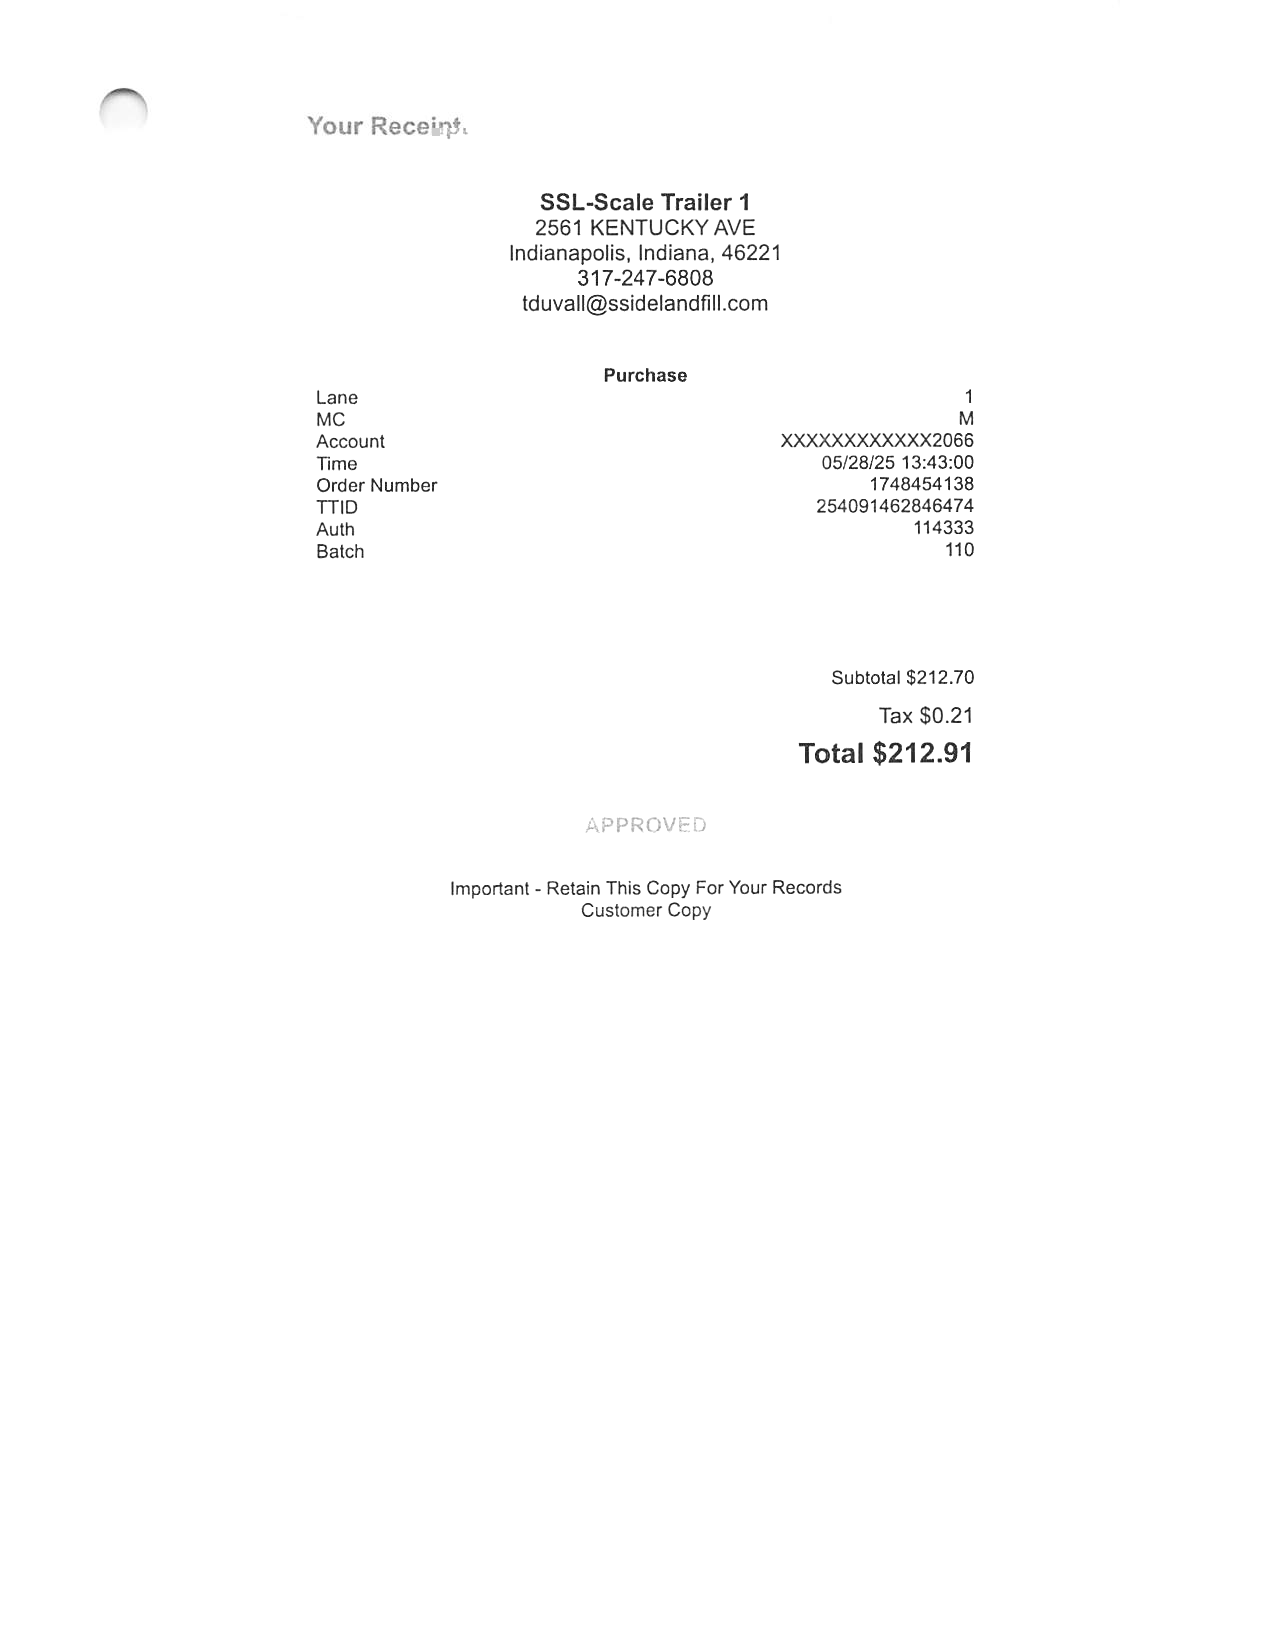 Your Receipt
SSL-Scale Trailer 1
2561 KENTUCKY AVE
Indianapolis, Indiana, 46221
317-247-6808
tduvall@ssidelandfill.com
Purchase
Lane 1
MC M
Account XXXXXXXXXXXX2066
Time 05/28/25 13:43:00
Order Number 1748454138
TTID 254091462846474
Auth 114333
Batch 110
Subtotal $212.70
Tax $0.21
Total $212.91
APPROVED
Important - Retain This Copy For Your Records
Customer Copy